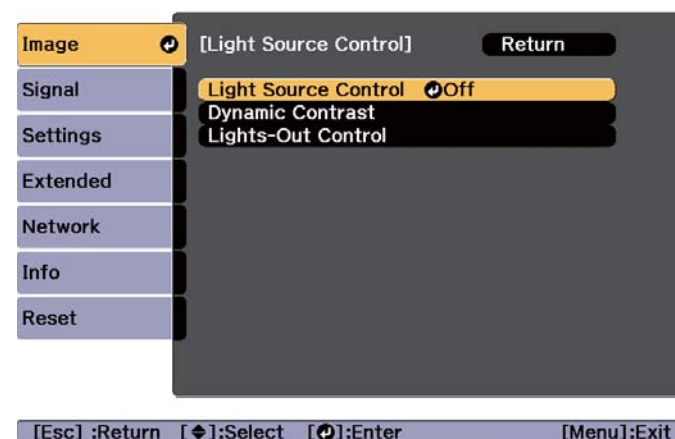 Image
Signal
Settings
Extended
Network
Info
Reset
[Light Source Control] Return
Light Source Control Off
Dynamic Contrast
Lights-Out Control
[Esc] :Return [ ]:Select [ ]:Enter [Menu]:Exit